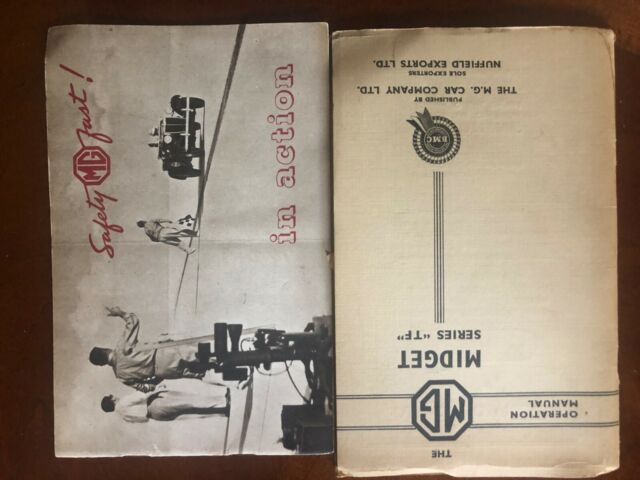 Safety MG fast!
in action
THE
OPERATION
MANUAL
MG
MIDGET
SERIES "TF"
BMC
PUBLISHED BY
THE M.G. CAR COMPANY LTD.
SOLE EXPORTERS
NUFFIELD EXPORTS LTD.